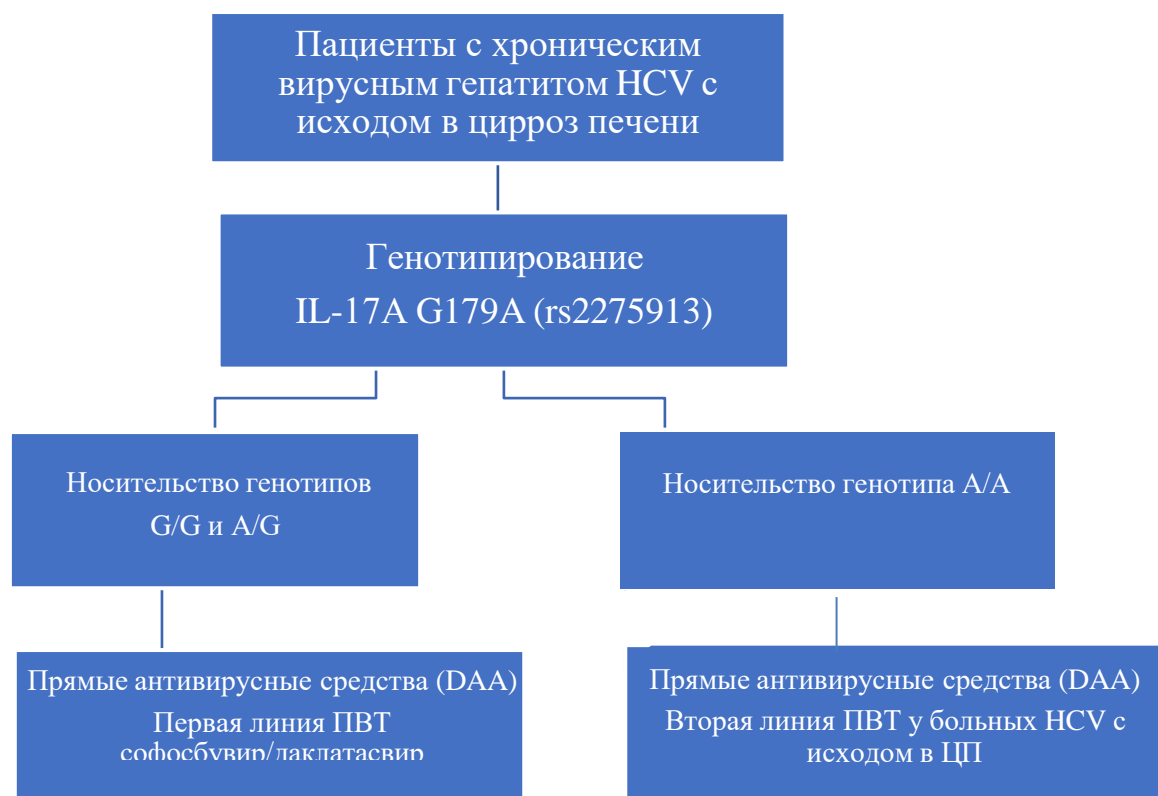 Пациенты с хроническим
вирусным гепатитом HCV с
исходом в цирроз печени
Генотипирование
IL-17A G179A (rs2275913)
Носительство генотипов
G/G и A/G
Носительство генотипа A/A
Прямые антивирусные средства (DAA)
Первая линия ПВТ
софосбувир/даклатасвир
Прямые антивирусные средства (DAA)
Вторая линия ПВТ у больных HCV с
исходом в ЦП